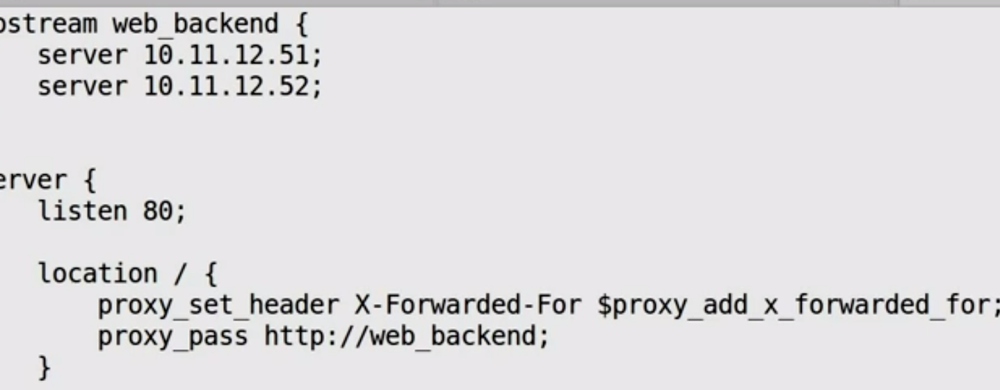 pstream web_backend {
    server 10.11.12.51;
    server 10.11.12.52;
erver {
    listen 80;
    location / {
        proxy_set_header X-Forwarded-For $proxy_add_x_forwarded_for;
        proxy_pass http://web_backend;
    }